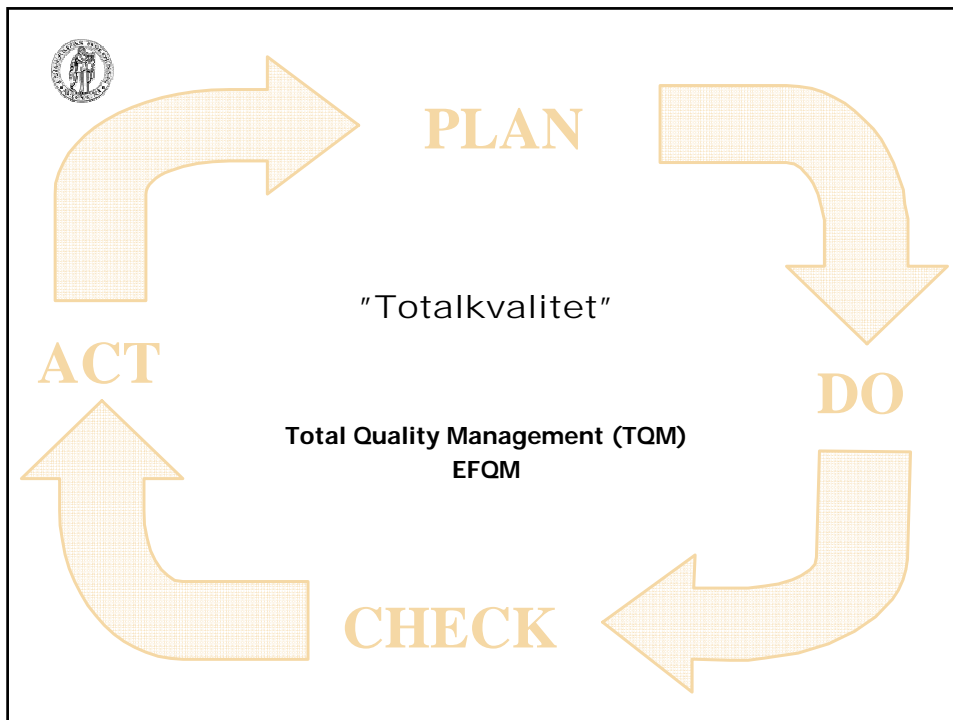 PLAN
"Totalkvalitet"
ACT
DO
Total Quality Management (TQM)
EFQM
CHECK